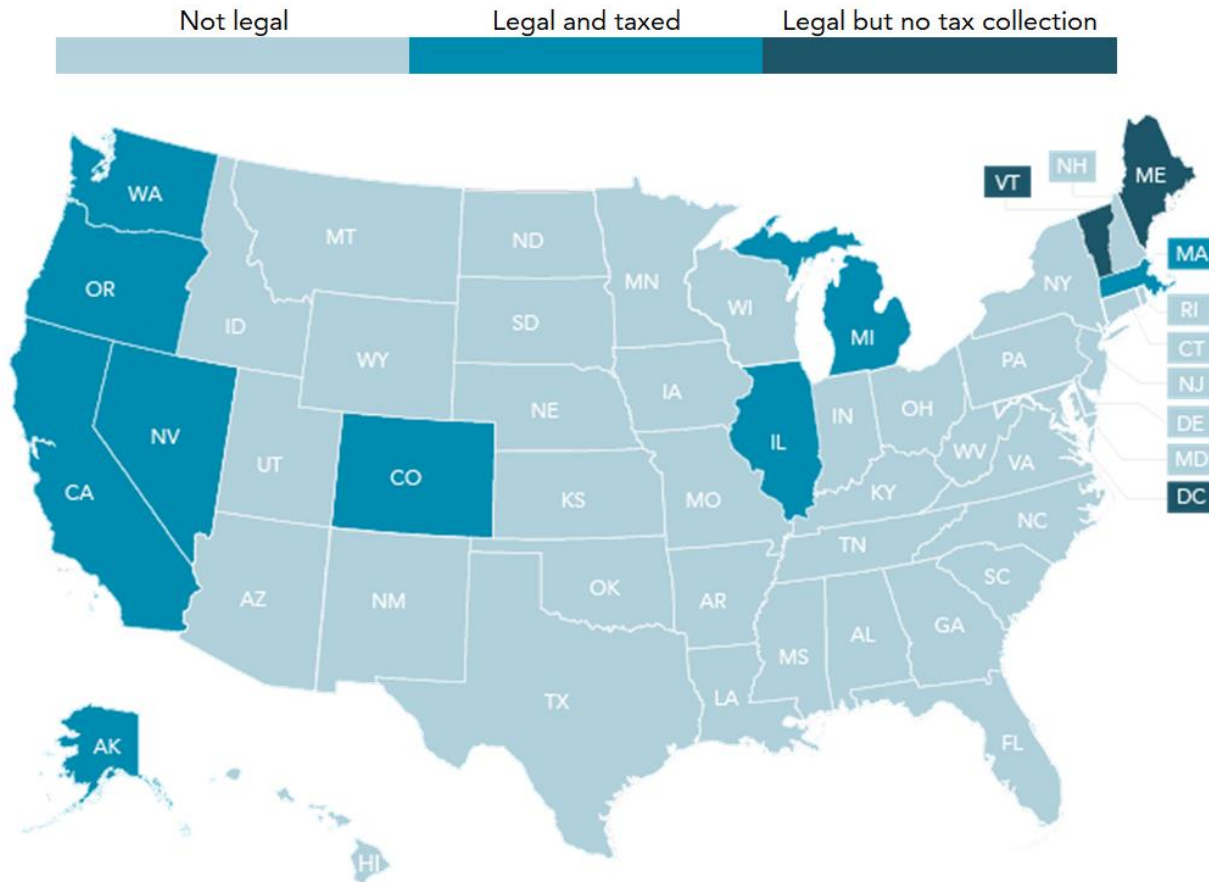 Not legal Legal and taxed Legal but no tax collection
WA
MT
ND
MN
VT
NH
ME
OR
ID
SD
WI
MI
NY
MA
RI
WY
CT
PA
NJ
NV
UT
NE
IA
IL
IN
OH
DE
CA
CO
KS
MO
KY
WV
VA
MD
DC
NC
TN
AZ
NM
OK
AR
SC
MS
AL
GA
TX
LA
FL
AK
HI